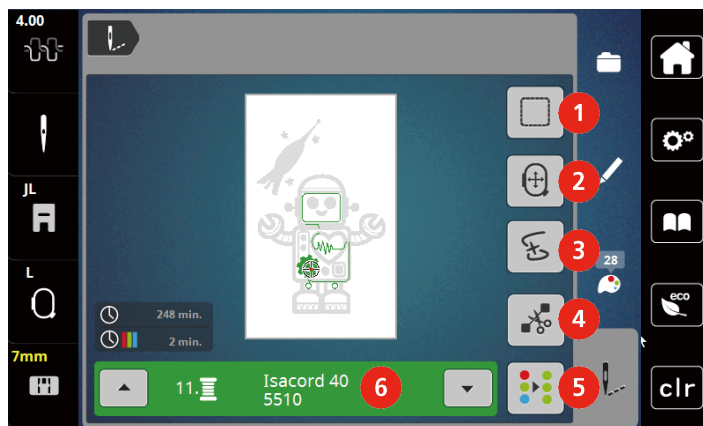 4.00
JL
L
7mm
248 min.
2 min.
11.
Isacord 40
5510
1
2
3
4
5
6
28
eco
clr